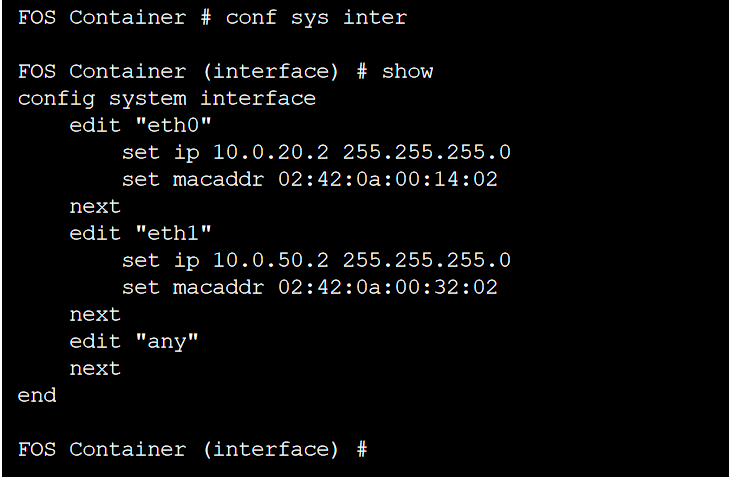 FOS Container # conf sys inter
FOS Container (interface) # show
config system interface
edit "eth0"
set ip 10.0.20.2 255.255.255.0
set macaddr 02:42:0a:00:14:02
next
edit "eth1"
set ip 10.0.50.2 255.255.255.0
set macaddr 02:42:0a:00:32:02
next
edit "any"
next
end
FOS Container (interface) #